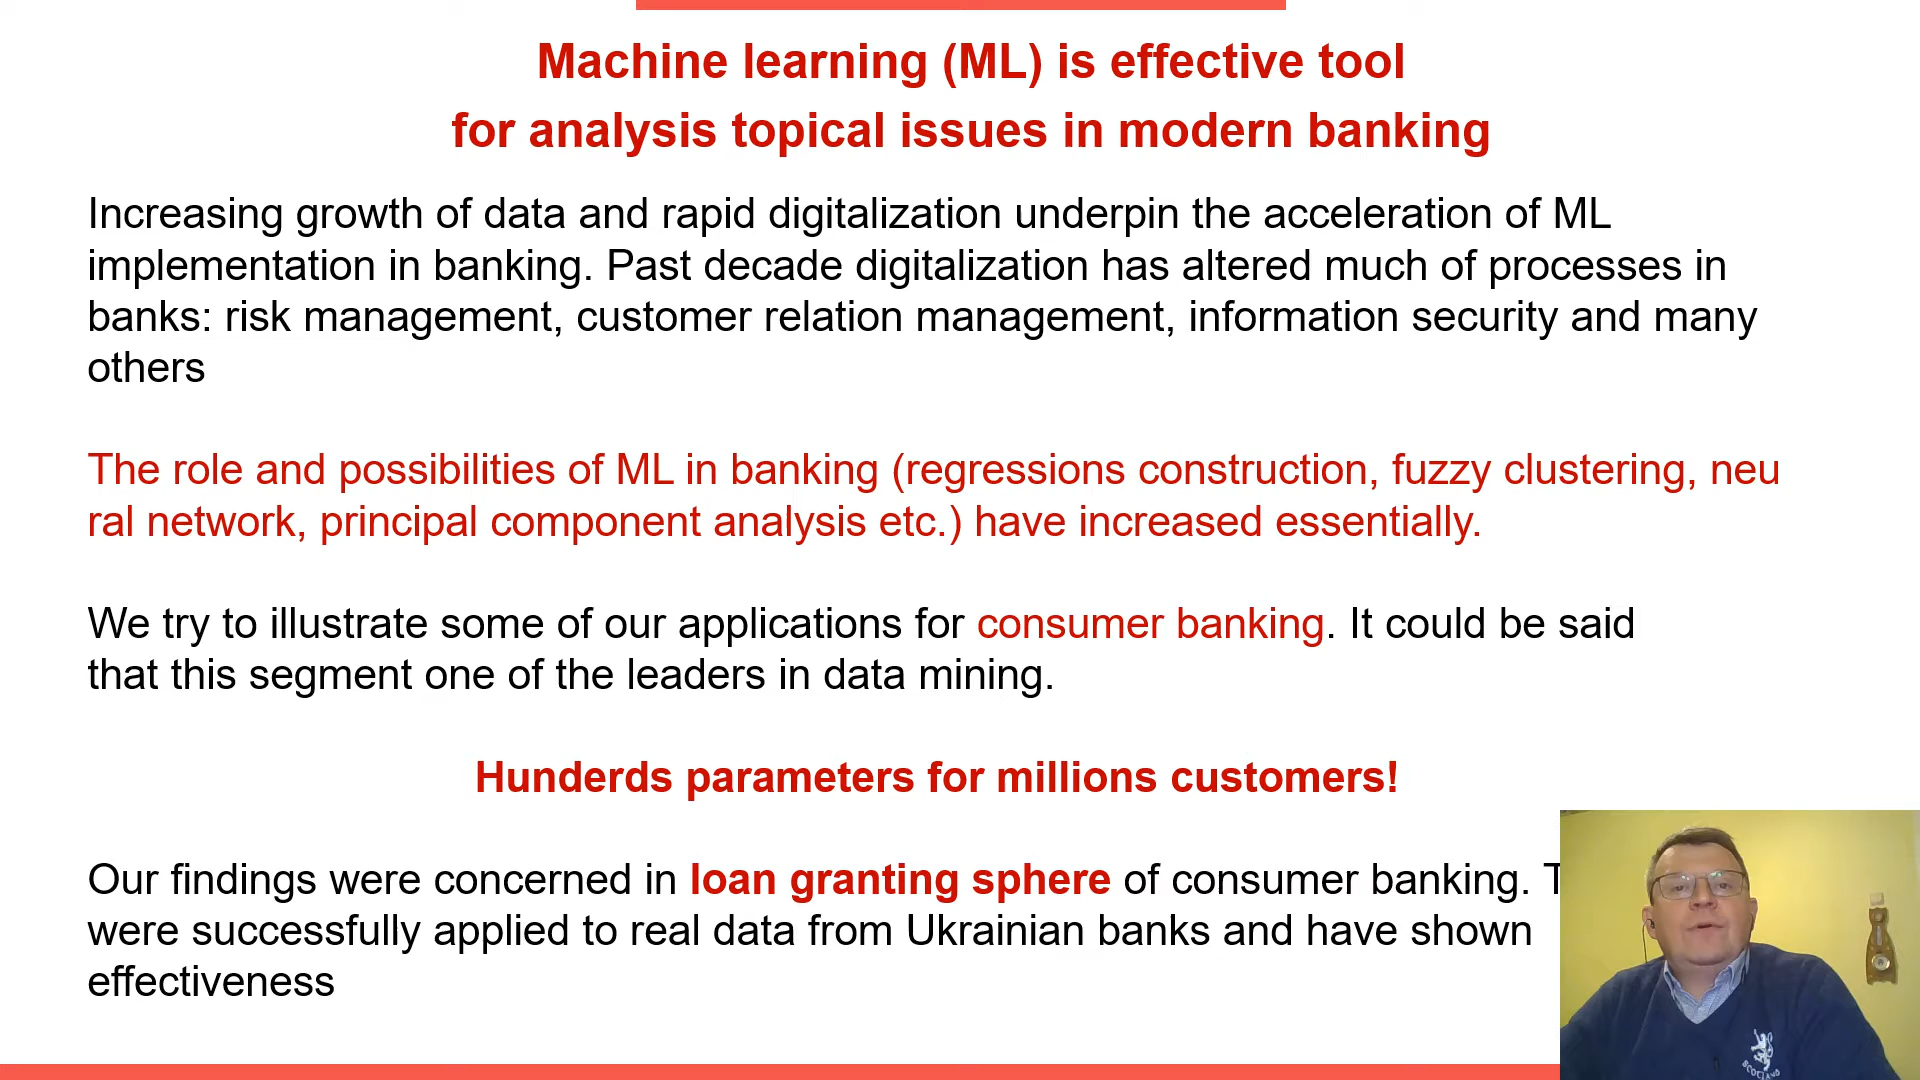 Machine learning (ML) is effective tool
for analysis topical issues in modern banking
Increasing growth of data and rapid digitalization underpin the acceleration of ML
implementation in banking. Past decade digitalization has altered much of processes in
banks: risk management, customer relation management, information security and many
others
The role and possibilities of ML in banking (regressions construction, fuzzy clustering, neu
ral network, principal component analysis etc.) have increased essentially.
We try to illustrate some of our applications for consumer banking. It could be said
that this segment one of the leaders in data mining.
Hunderds parameters for millions customers!
Our findings were concerned in loan granting sphere of consumer banking.
were successfully applied to real data from Ukrainian banks and have shown
effectiveness
SCOTLAND